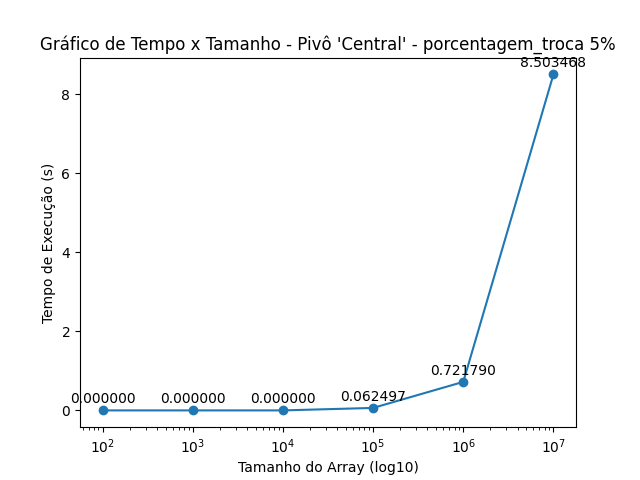 Gráfico de Tempo x Tamanho - Pivô 'Central' - porcentagem_troca 5%
8.503468
8
6
Tempo de Execução (s)
4
2
0.721790
0.062497
0.000000 0.000000 0.000000
0
10² 10³ 10⁴ 10⁵ 10⁶ 10⁷
Tamanho do Array (log10)